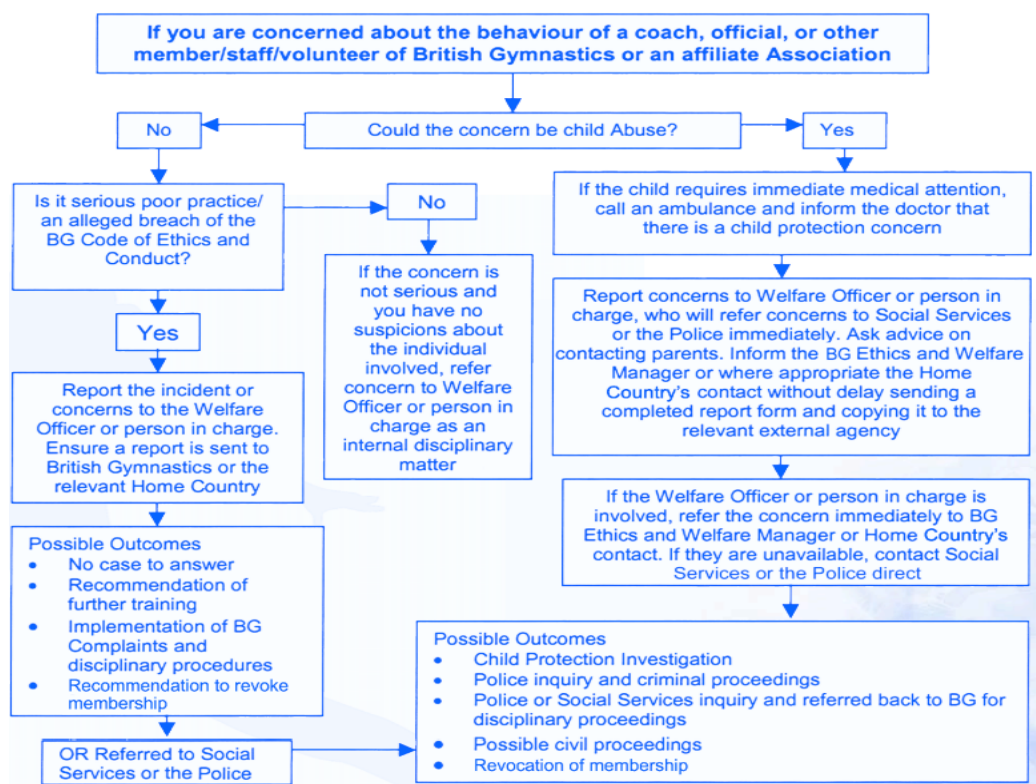 If you are concerned about the behaviour of a coach, official, or other
member/staff/volunteer of British Gymnastics or an affiliate Association
No
Could the concern be child Abuse?
Yes
Is it serious poor practice/
an alleged breach of the
BG Code of Ethics and
Conduct?
No
If the concern is
not serious and
you have no
suspicions about
the individual
involved, refer
concern to Welfare
Officer or person in
charge as an
internal disciplinary
matter
Yes
Report the incident or
concerns to the Welfare
Officer or person in charge.
Ensure a report is sent to
British Gymnastics or the
relevant Home Country
Possible Outcomes
• No case to answer
• Recommendation of
further training
• Implementation of BG
Complaints and
disciplinary procedures
• Recommendation to revoke
membership
OR Referred to Social
Services or the Police
If the child requires immediate medical attention,
call an ambulance and inform the doctor that
there is a child protection concern
Report concerns to Welfare Officer or person in
charge, who will refer concerns to Social Services
or the Police immediately. Ask advice on
contacting parents. Inform the BG Ethics and Welfare
Manager or where appropriate the Home
Country's contact without delay sending a
completed report form and copying it to the
relevant external agency
If the Welfare Officer or person in charge is
involved, refer the concern immediately to BG
Ethics and Welfare Manager or Home Country's
contact. If they are unavailable, contact Social
Services or the Police direct
Possible Outcomes
• Child Protection Investigation
• Police inquiry and criminal proceedings
• Police or Social Services inquiry and referred back to BG for
disciplinary proceedings
• Possible civil proceedings
• Revocation of membership